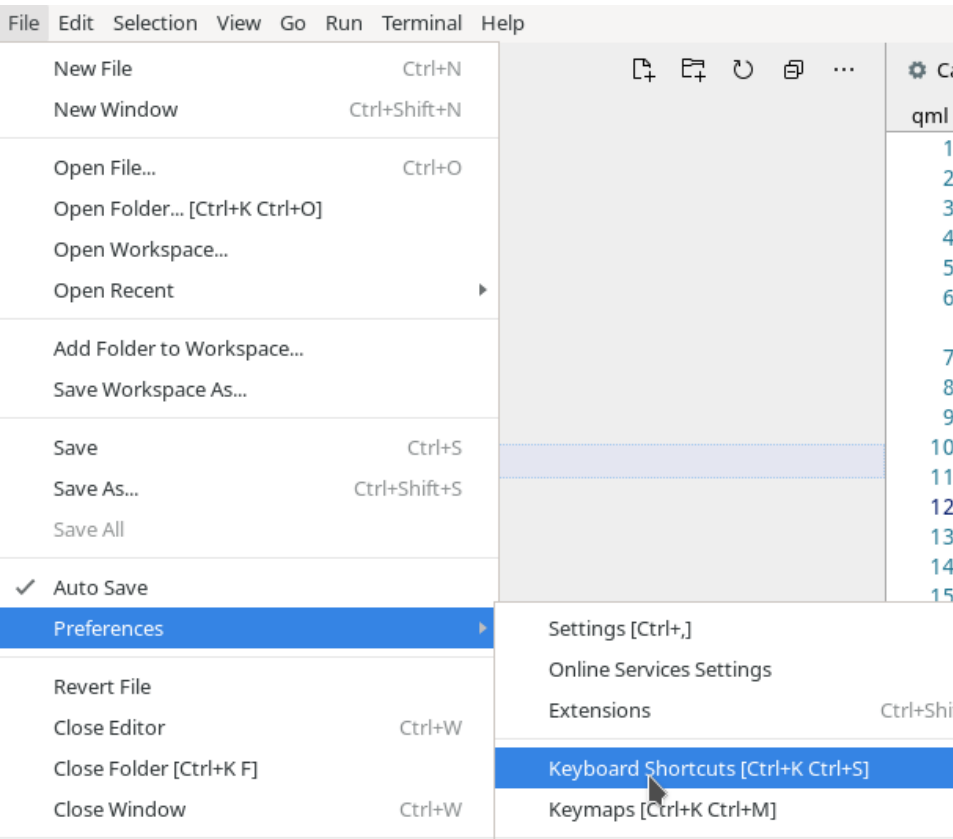 File Edit Selection View Go Run Terminal Help
New File Ctrl+N
New Window Ctrl+Shift+N
Open File... Ctrl+O
Open Folder... [Ctrl+K Ctrl+O]
Open Workspace...
Open Recent
Add Folder to Workspace...
Save Workspace As...
Save Ctrl+S
Save As... Ctrl+Shift+S
Save All
Auto Save
Preferences
Revert File
Close Editor Ctrl+W
Close Folder [Ctrl+K F]
Close Window Ctrl+W
Settings [Ctrl+,]
Online Services Settings
Extensions Ctrl+Shi
Keyboard Shortcuts [Ctrl+K Ctrl+S]
Keymaps [Ctrl+K Ctrl+M]
qml
1
2
3
4
5
6
7
8
9
10
11
12
13
14
15